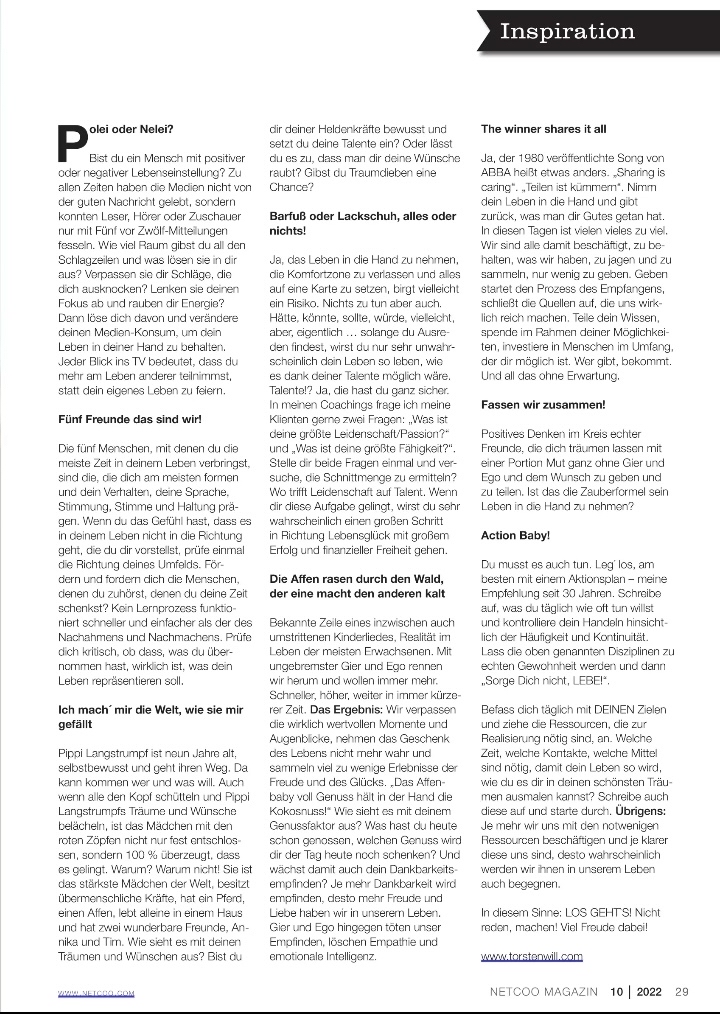 Inspiration
Polei oder Nelei?
Bist du ein Mensch mit positiver
oder negativer Lebenseinstellung? Zu
allen Zeiten haben die Medien nicht von
der guten Nachricht gelebt, sondern
konnten Leser, Hörer oder Zuschauer
nur mit Fünf vor Zwölf-Mitteilungen
fesseln. Wie viel Raum gibst du all den
Schlagzeilen und was lösen sie in dir
aus? Verpassen sie dir Schläge, die
dich ausknocken? Lenken sie deinen
Fokus ab und rauben dir Energie?
Dann löse dich davon und verändere
deinen Medien-Konsum, um dein
Leben in deiner Hand zu behalten.
Jeder Blick ins TV bedeutet, dass du
mehr am Leben anderer teilnimmst,
statt dein eigenes Leben zu feiern.
Fünf Freunde das sind wir!
Die fünf Menschen, mit denen du die
meiste Zeit in deinem Leben verbringst,
sind die, die dich am meisten formen
und dein Verhalten, deine Sprache,
Stimmung, Stimme und Haltung prä-
gen. Wenn du das Gefühl hast, dass es
in deinem Leben nicht in die Richtung
geht, die du dir vorstellst, prüfe einmal
die Richtung deines Umfelds. För-
dern und fordern dich die Menschen,
denen du zuhörst, denen du deine Zeit
schenkst? Kein Lernprozess funktio-
niert schneller und einfacher als der des
Nachahmens und Nachmachens. Prüfe
dich kritisch, ob dass, was du über-
nommen hast, wirklich ist, was dein
Leben repräsentieren soll.
Ich mach´ mir die Welt, wie sie mir
gefällt
Pippi Langstrumpf ist neun Jahre alt,
selbstbewusst und geht ihren Weg. Da
kann kommen wer und was will. Auch
wenn alle den Kopf schütteln und Pippi
Langstrumpfs Träume und Wünsche
belächeln, ist das Mädchen mit den
roten Zöpfen nicht nur fest entschlos-
sen, sondern 100 % überzeugt, dass
es gelingt. Warum? Warum nicht! Sie ist
das stärkste Mädchen der Welt, besitzt
übermenschliche Kräfte, hat ein Pferd,
einen Affen, lebt alleine in einem Haus
und hat zwei wunderbare Freunde, An-
nika und Tim. Wie sieht es mit deinen
Träumen und Wünschen aus? Bist du
dir deiner Heldenkräfte bewusst und
setzt du deine Talente ein? Oder lässt
du es zu, dass man dir deine Wünsche
raubt? Gibst du Traumdieben eine
Chance?
Barfuß oder Lackschuh, alles oder
nichts!
Ja, das Leben in die Hand zu nehmen,
die Komfortzone zu verlassen und alles
auf eine Karte zu setzen, birgt vielleicht
ein Risiko. Nichts zu tun aber auch.
Hätte, könnte, sollte, würde, vielleicht,
aber, eigentlich … solange du Ausre-
den findest, wirst du nur sehr unwahr-
scheinlich dein Leben so leben, wie
es dank deiner Talente möglich wäre.
Talente!? Ja, die hast du ganz sicher.
In meinen Coachings frage ich meine
Klienten gerne zwei Fragen: „Was ist
deine größte Leidenschaft/Passion?“
und „Was ist deine größte Fähigkeit?“.
Stelle dir beide Fragen einmal und ver-
suche, die Schnittmenge zu ermitteln?
Wo trifft Leidenschaft auf Talent. Wenn
dir diese Aufgabe gelingt, wirst du sehr
wahrscheinlich einen großen Schritt
in Richtung Lebensglück mit großem
Erfolg und finanzieller Freiheit gehen.
Die Affen rasen durch den Wald,
der eine macht den anderen kalt
Bekannte Zeile eines inzwischen auch
umstrittenen Kinderliedes, Realität im
Leben der meisten Erwachsenen. Mit
ungebremster Gier und Ego rennen
wir herum und wollen immer mehr.
Schneller, höher, weiter in immer kürze-
rer Zeit. Das Ergebnis: Wir verpassen
die wirklich wertvollen Momente und
Augenblicke, nehmen das Geschenk
des Lebens nicht mehr wahr und
sammeln viel zu wenige Erlebnisse der
Freude und des Glücks. „Das Affen-
baby voll Genuss hält in der Hand die
Kokosnuss!“ Wie sieht es mit deinem
Genussfaktor aus? Was hast du heute
schon genossen, welchen Genuss wird
dir der Tag heute noch schenken? Und
wächst damit auch dein Dankbarkeits-
empfinden? Je mehr Dankbarkeit wird
empfinden, desto mehr Freude und
Liebe haben wir in unserem Leben.
Gier und Ego hingegen töten unser
Empfinden, löschen Empathie und
emotionale Intelligenz.
The winner shares it all
Ja, der 1980 veröffentlichte Song von
ABBA heißt etwas anders. „Sharing is
caring“. „Teilen ist kümmern“. Nimm
dein Leben in die Hand und gibt
zurück, was man dir Gutes getan hat.
In diesen Tagen ist vielen vieles zu viel.
Wir sind alle damit beschäftigt, zu be-
halten, was wir haben, zu jagen und zu
sammeln, nur wenig zu geben. Geben
startet den Prozess des Empfangens,
schließt die Quellen auf, die uns wirk-
lich reich machen. Teile dein Wissen,
spende im Rahmen deiner Möglichkei-
ten, investiere in Menschen im Umfang,
der dir möglich ist. Wer gibt, bekommt.
Und all das ohne Erwartung.
Fassen wir zusammen!
Positives Denken im Kreis echter
Freunde, die dich träumen lassen mit
einer Portion Mut ganz ohne Gier und
Ego und dem Wunsch zu geben und
zu teilen. Ist das die Zauberformel sein
Leben in die Hand zu nehmen?
Action Baby!
Du musst es auch tun. Leg´ los, am
besten mit einem Aktionsplan – meine
Empfehlung seit 30 Jahren. Schreibe
auf, was du täglich wie oft tun willst
und kontrolliere dein Handeln hinsicht-
lich der Häufigkeit und Kontinuität.
Lass die oben genannten Disziplinen zu
echten Gewohnheit werden und dann
„Sorge Dich nicht, LEBE!“.
Befass dich täglich mit DEINEN Zielen
und ziehe die Ressourcen, die zur
Realisierung nötig sind, an. Welche
Zeit, welche Kontakte, welche Mittel
sind nötig, damit dein Leben so wird,
wie du es dir in deinen schönsten Träu-
men ausmalen kannst? Schreibe auch
diese auf und starte durch. Übrigens:
Je mehr wir uns mit den notwenigen
Ressourcen beschäftigen und je klarer
diese uns sind, desto wahrscheinlich
werden wir ihnen in unserem Leben
auch begegnen.
In diesem Sinne: LOS GEHT´S! Nicht
reden, machen! Viel Freude dabei!
www.torstenwill.com
WWW.NETCOO.COM
NETCOO MAGAZIN 10 | 2022 29